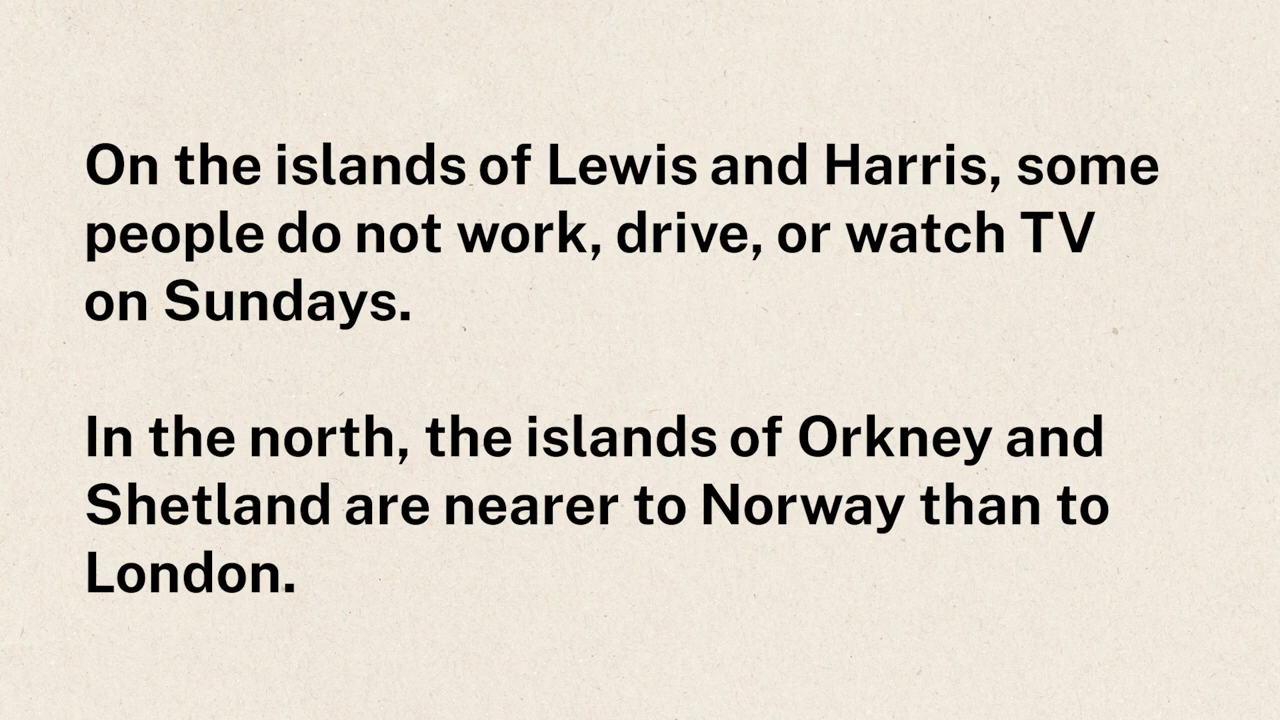 On the islands of Lewis and Harris, some
people do not work, drive, or watch TV
on Sundays.
In the north, the islands of Orkney and
Shetland are nearer to Norway than to
London.